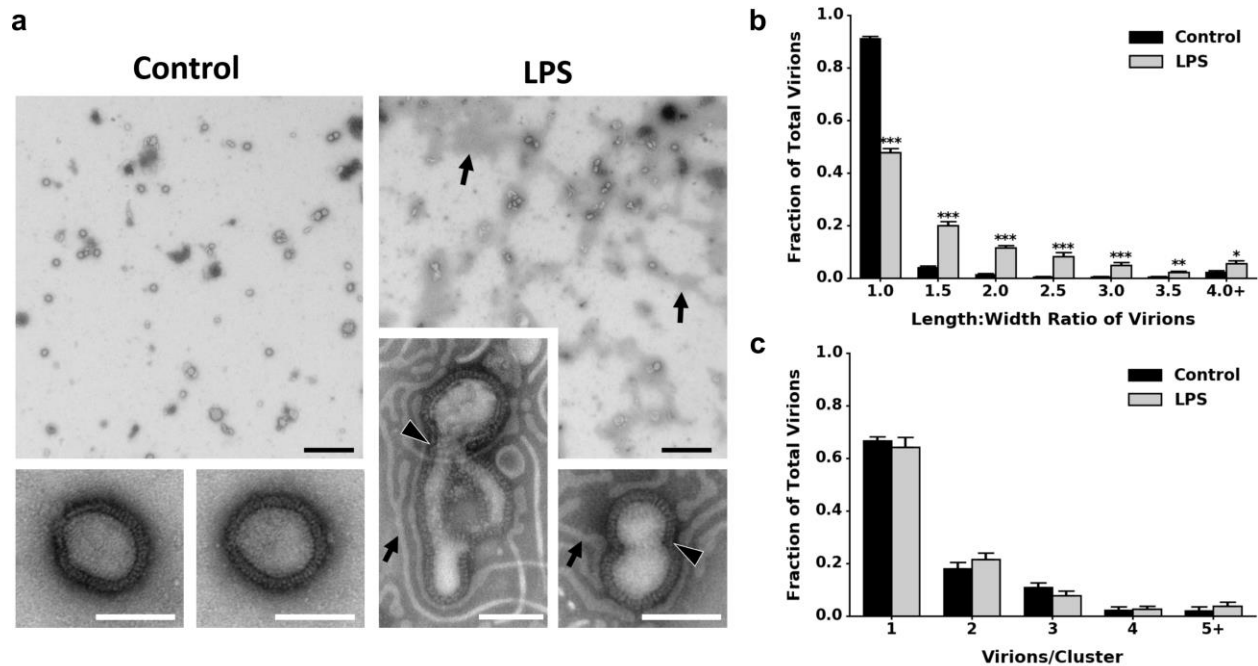 a
Control
LPS
b
1.0
0.8
0.6
0.4
0.2
0.0
Fraction of Total Virions
Control
LPS
***
***
***
***
***
**
*
1.0 1.5 2.0 2.5 3.0 3.5 4.0+
Length:Width Ratio of Virions
c
1.0
0.8
0.6
0.4
0.2
0.0
Fraction of Total Virions
Control
LPS
1 2 3 4 5+
Virions/Cluster